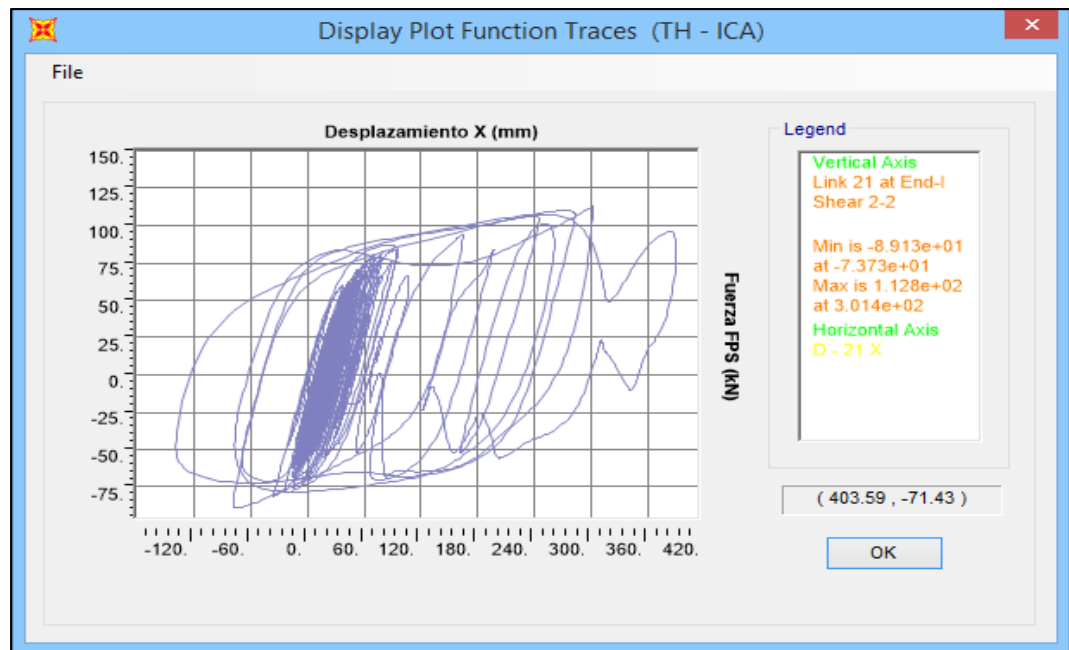 Display Plot Function Traces (TH - ICA)
File
Desplazamiento X (mm)
150.
125.
100.
75.
50.
25.
0.
-25.
-50.
-75.
-120. -60. 0. 60. 120. 180. 240. 300. 360. 420.
Fuerza FPS (kN)
Legend
Vertical Axis
Link 21 at End-I
Shear 2-2
Min is -8.913e+01
at -7.373e+01
Max is 1.128e+02
at 3.014e+02
Horizontal Axis
D - 21 X
( 403.59 , -71.43 )
OK